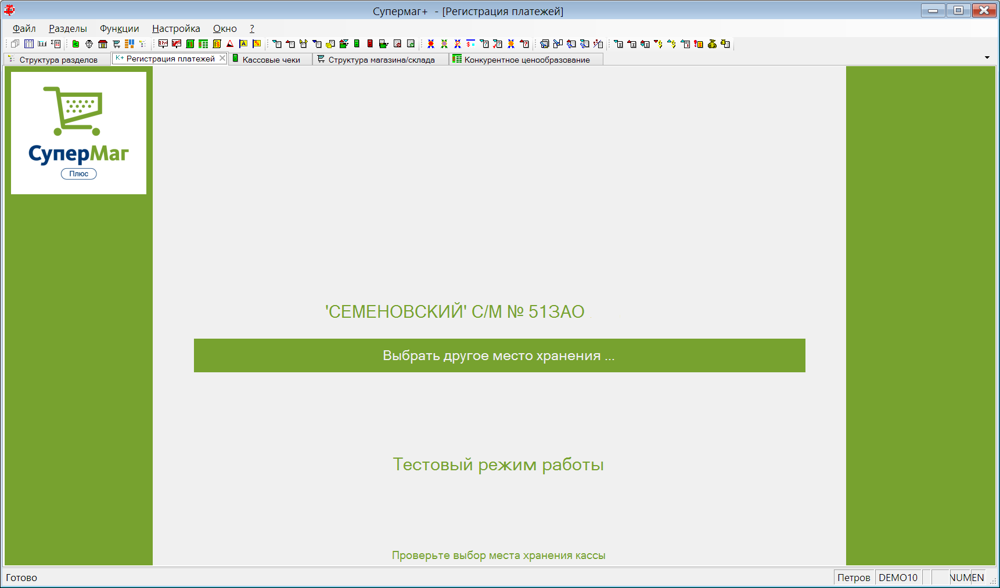 Супермаг+ - [Регистрация платежей]
Файл Разделы Функции Настройка Окно ?
Структура разделов K+ Регистрация платежей Кассовые чеки Структура магазина/склада Конкурентное ценообразование
СуперМаг
Плюс
'СЕМЕНОВСКИЙ' С/М № 513АО
Выбрать другое место хранения ...
Тестовый режим работы
Проверьте выбор места хранения кассы
Готово Петров DEMO10 NUM EN